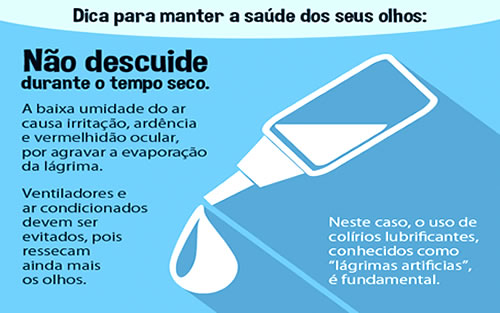 Dica para manter a saúde dos seus olhos:
Não descuide
durante o tempo seco.
A baixa umidade do ar
causa irritação, ardência
e vermelhidão ocular,
por agravar a evaporação
da lágrima.
Ventiladores e
ar condicionados
devem ser
evitados, pois
ressecam
ainda mais
os olhos.
Neste caso, o uso de
colírios lubrificantes,
conhecidos como
“lágrimas artificias”,
é fundamental.